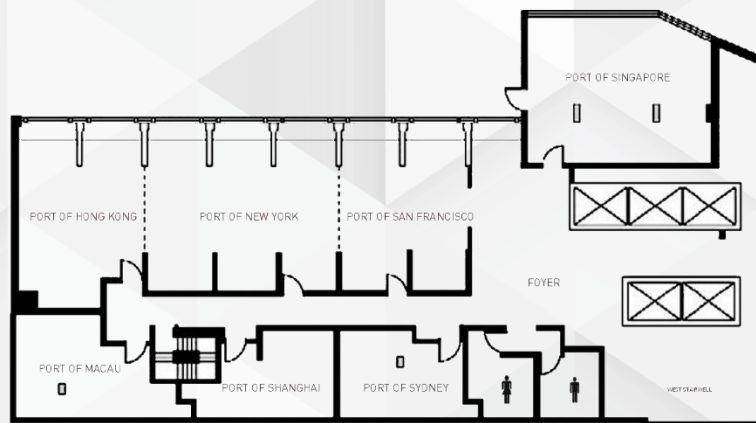 PORT OF SINGAPORE
PORT OF HONG KONG
PORT OF NEW YORK
PORT OF SAN FRANCISCO
FOYER
PORT OF MACAU
PORT OF SHANGHAI
PORT OF SYDNEY
WEST STAIRWELL